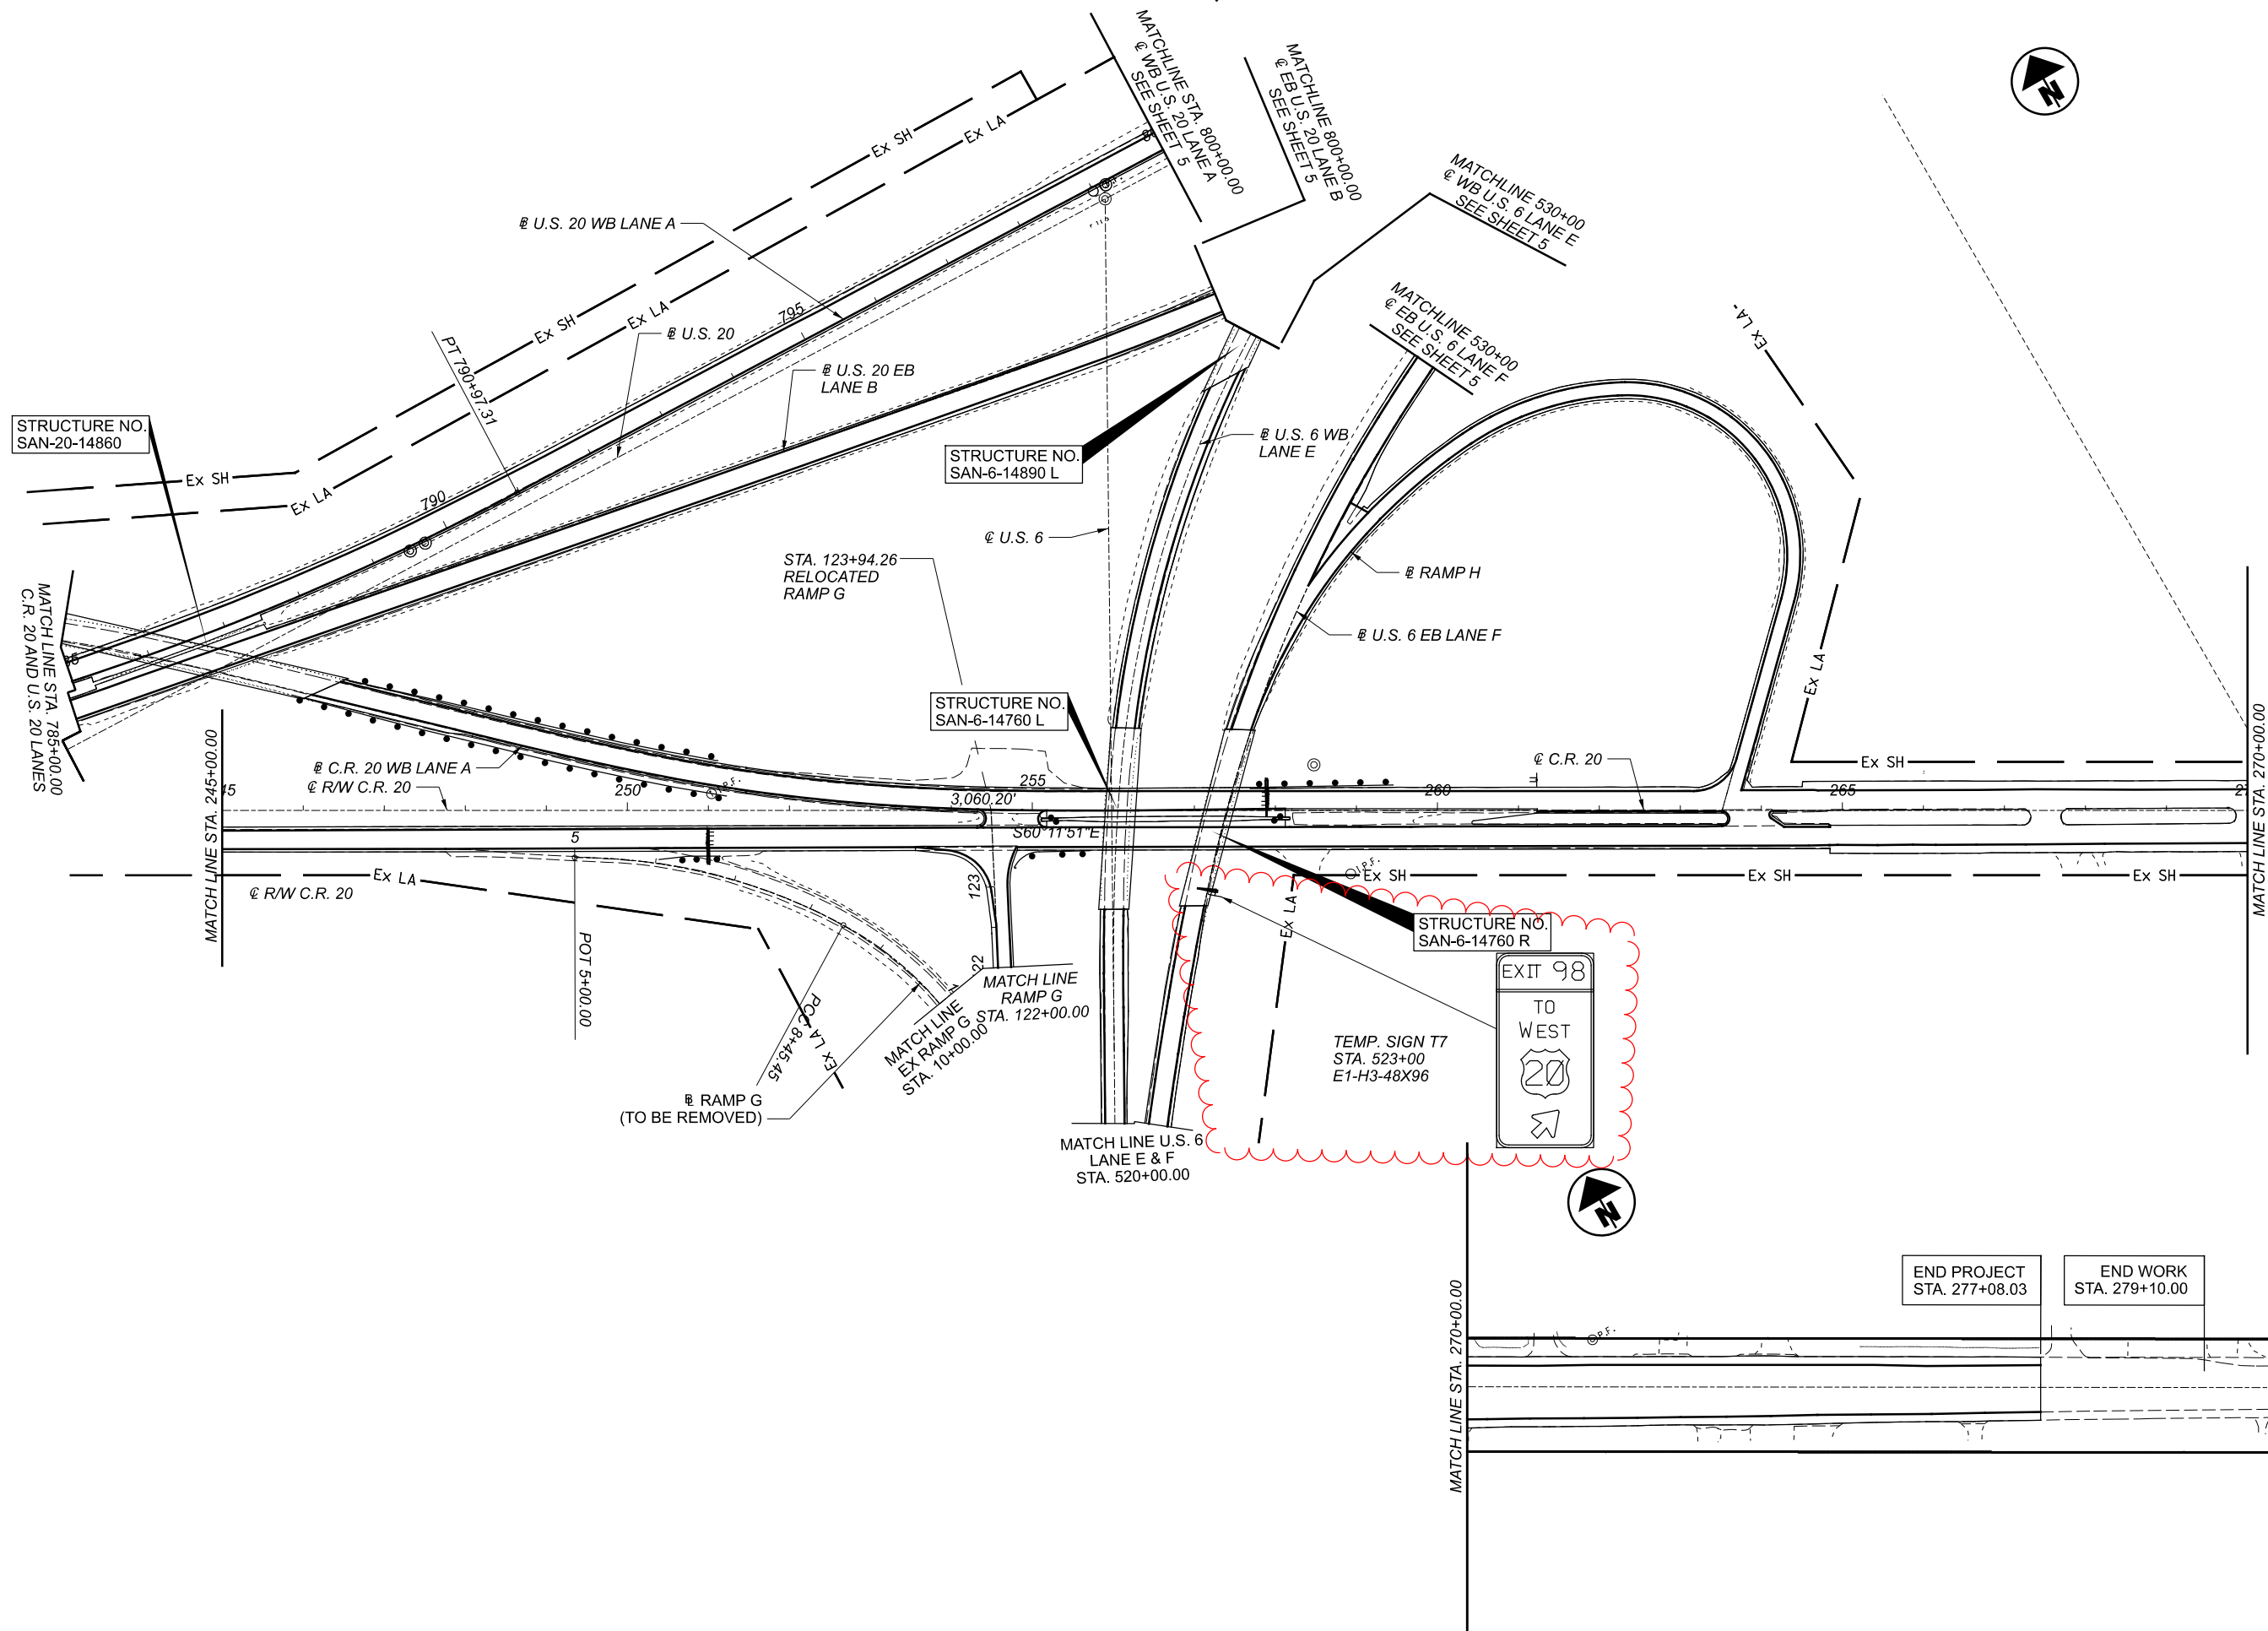 MATCHLINE STA. 800+00.00
℄ WB U.S. 20 LANE A
SEE SHEET 5
MATCHLINE 800+00.00
℄ EB U.S. 20 LANE B
SEE SHEET 5
MATCHLINE 530+00
℄ WB U.S. 6 LANE E
SEE SHEET 5
MATCHLINE 530+00
℄ EB U.S. 6 LANE F
SEE SHEET 5
N
Ex SH
Ex LA
Ex SH
Ex LA
Ex SH
Ex LA
Ex LA
℄ U.S. 20 WB LANE A
795
℄ U.S. 20
PT 790+97.31
℄ U.S. 20 EB
LANE B
STRUCTURE NO.
SAN-20-14860
790
STRUCTURE NO.
SAN-6-14890 L
℄ U.S. 6 WB
LANE E
℄ U.S. 6
STA. 123+94.26
RELOCATED
RAMP G
℄ RAMP H
℄ U.S. 6 EB LANE F
Ex LA
MATCH LINE STA. 785+00.00
C.R. 20 AND U.S. 20 LANES
STRUCTURE NO.
SAN-6-14760 L
MATCH LINE STA. 245+00.00
℄ C.R. 20 WB LANE A
℄ R/W C.R. 20
250
I.P.F.
255
3,060.20'
S60°11'51"E
260
℄ C.R. 20
265
Ex SH
MATCH LINE STA. 270+00.00
5
Ex LA
℄ R/W C.R. 20
POT 5+00.00
123
22
I.P.F.
Ex SH
Ex SH
Ex SH
Ex LA
STRUCTURE NO.
SAN-6-14760 R
MATCH LINE
RAMP G
STA. 122+00.00
MATCH LINE
EX RAMP G
STA. 10+00.00
PCC 8+45.45
Ex LA
℄ RAMP G
(TO BE REMOVED)
MATCH LINE U.S. 6
LANE E & F
STA. 520+00.00
TEMP. SIGN T7
STA. 523+00
E1-H3-48X96
EXIT 98
TO
WEST
20
N
END PROJECT
STA. 277+08.03
END WORK
STA. 279+10.00
MATCH LINE STA. 270+00.00